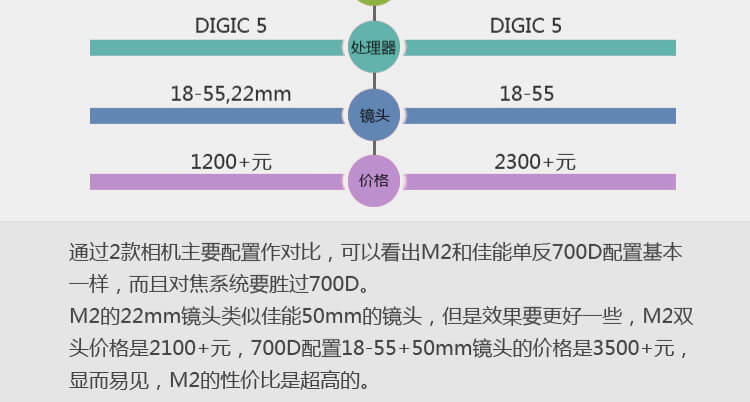 DIGIC 5 处理器 DIGIC 5
18-55,22mm 镜头 18-55
1200+元 价格 2300+元
通过2款相机主要配置作对比，可以看出M2和佳能单反700D配置基本
一样，而且对焦系统要胜过700D。
M2的22mm镜头类似佳能50mm的镜头，但是效果要更好一些，M2双
头价格是2100+元，700D配置18-55+50mm镜头的价格是3500+元，
显而易见，M2的性价比是超高的。